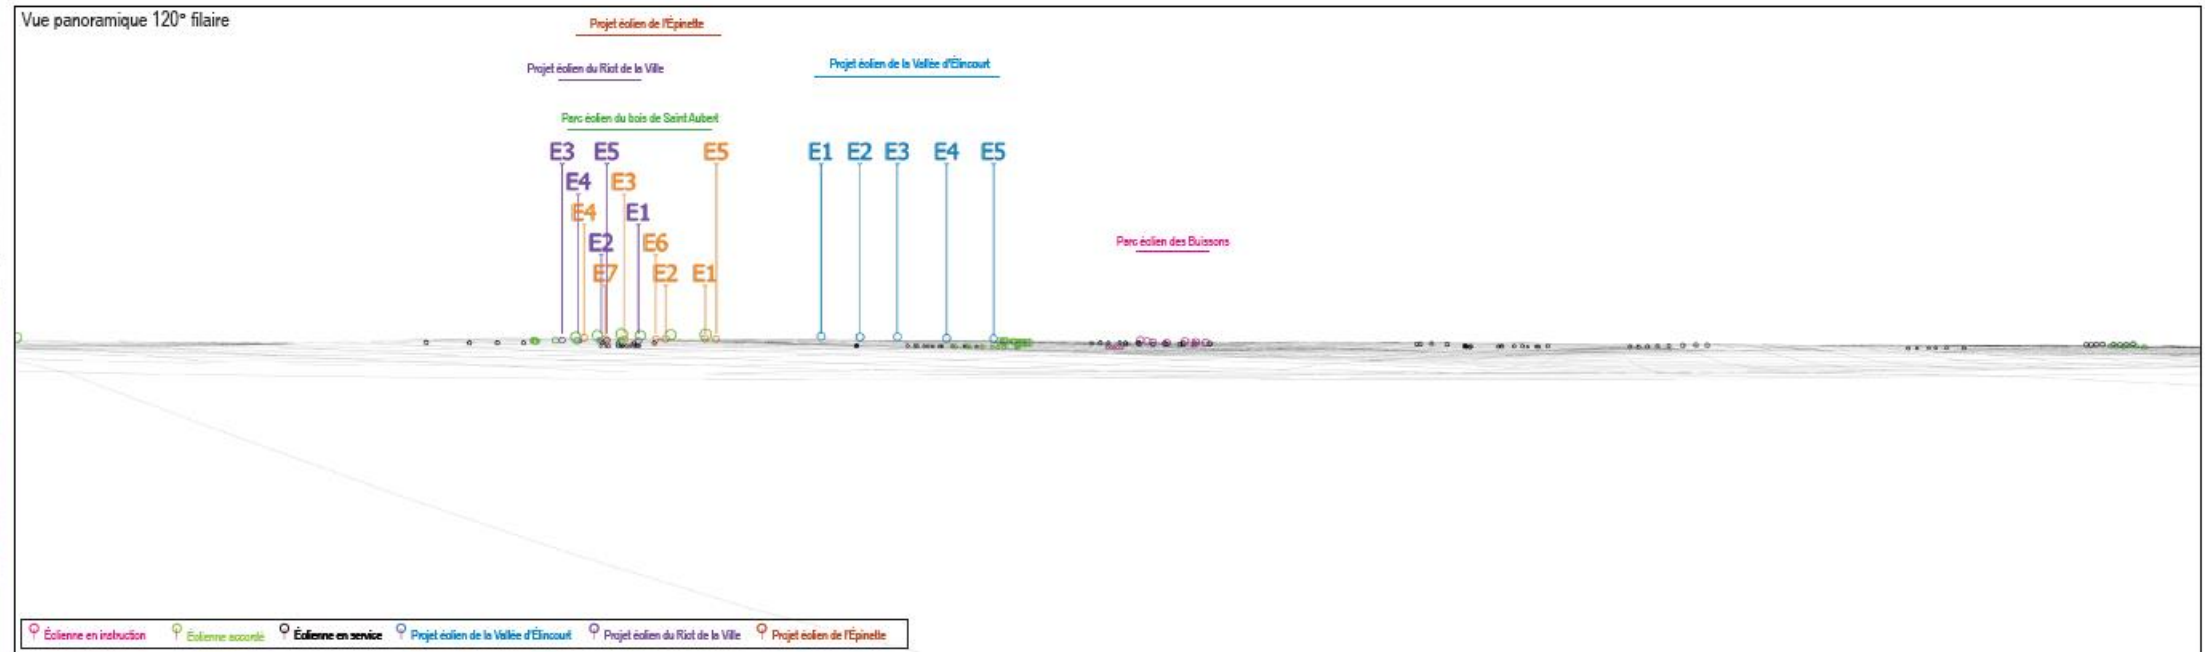 Vue panoramique 120° filaire
Projet éolien de l'Épinette
Projet éolien du Riot de la Ville
Projet éolien de la Vallée d'Élincourt
Parc éolien du bois de Saint Aubert
E3 E5 E5 E1 E2 E3 E4 E5
E4 E3
E4 E1
E2 E6
E7 E2 E1
Parc éolien des Buissons
Éolienne en instruction Éolienne accordé Éolienne en service Projet éolien de la Vallée d'Élincourt Projet éolien du Riot de la Ville Projet éolien de l'Épinette